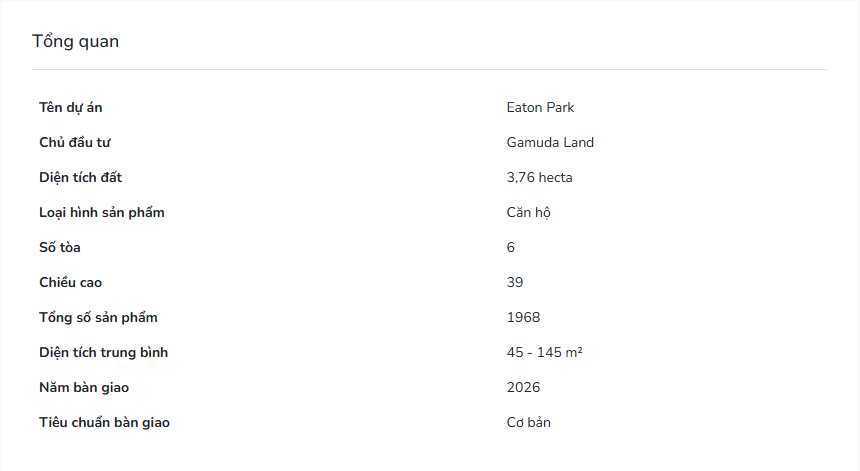 Tổng quan
Tên dự án Eaton Park
Chủ đầu tư Gamuda Land
Diện tích đất 3,76 hecta
Loại hình sản phẩm Căn hộ
Số tòa 6
Chiều cao 39
Tổng số sản phẩm 1968
Diện tích trung bình 45 - 145 m²
Năm bàn giao 2026
Tiêu chuẩn bàn giao Cơ bản